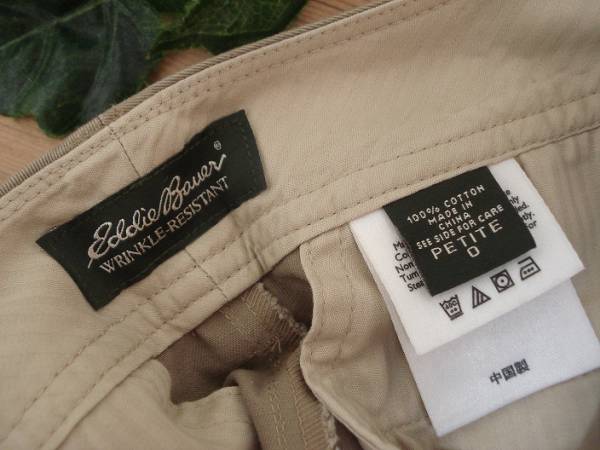 Eddie Bauer®
WRINKLE-RESISTANT
100% COTTON
MADE IN
CHINA
SEE SIDE FOR CARE
PETITE
0
中国製